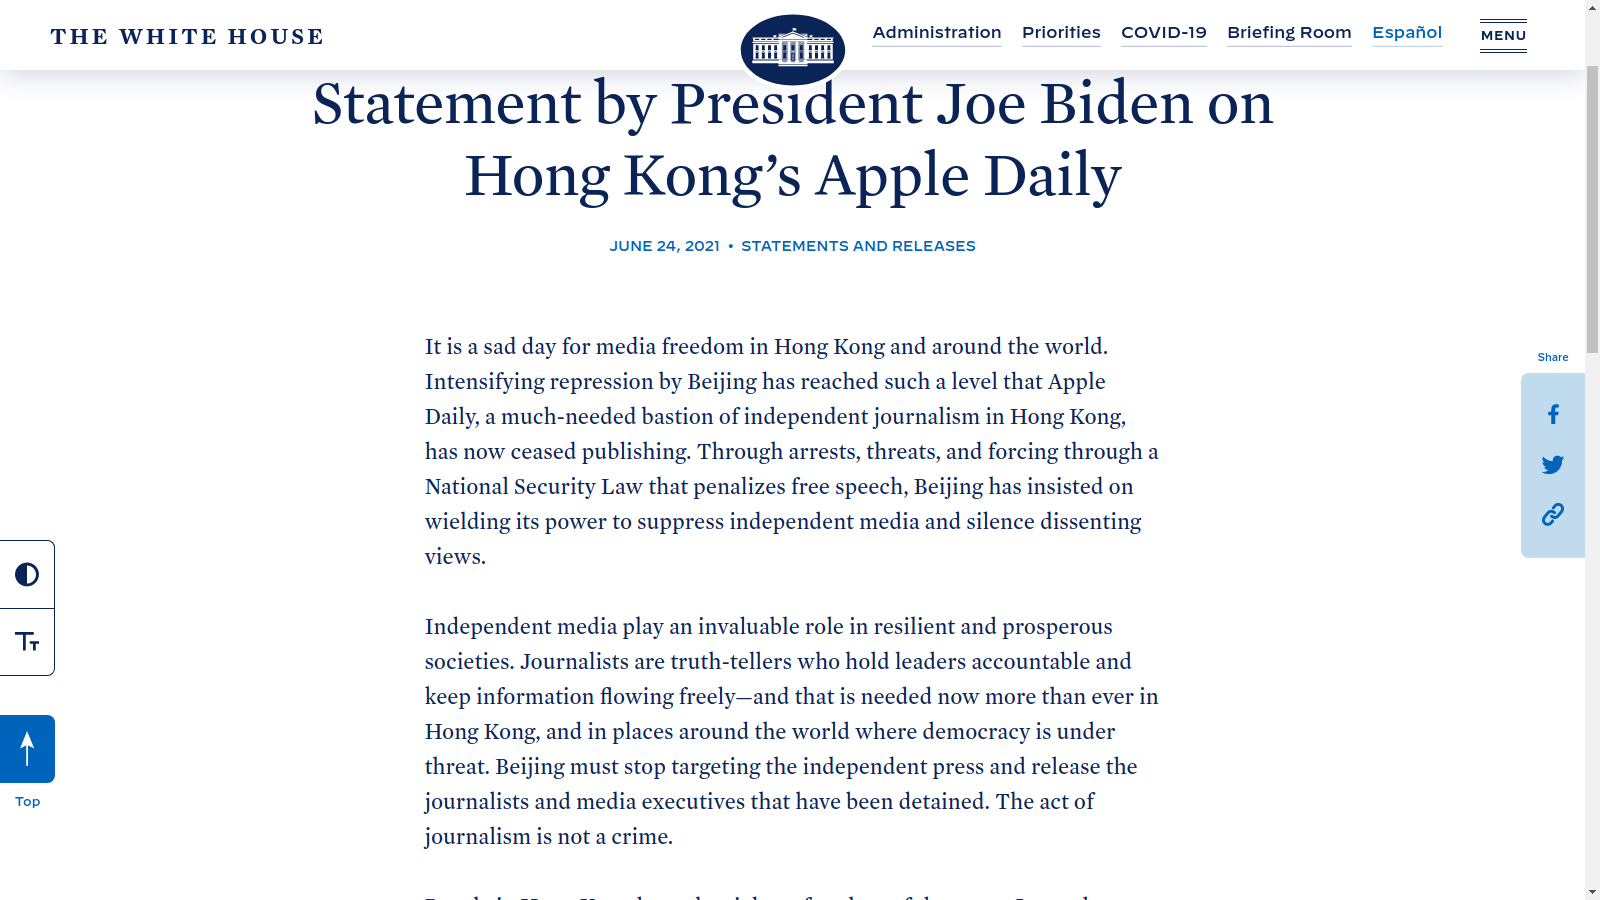 THE WHITE HOUSE
Administration Priorities COVID-19 Briefing Room Español MENU
Statement by President Joe Biden on
Hong Kong’s Apple Daily
JUNE 24, 2021 • STATEMENTS AND RELEASES
It is a sad day for media freedom in Hong Kong and around the world.
Intensifying repression by Beijing has reached such a level that Apple
Daily, a much-needed bastion of independent journalism in Hong Kong,
has now ceased publishing. Through arrests, threats, and forcing through a
National Security Law that penalizes free speech, Beijing has insisted on
wielding its power to suppress independent media and silence dissenting
views.
Independent media play an invaluable role in resilient and prosperous
societies. Journalists are truth-tellers who hold leaders accountable and
keep information flowing freely—and that is needed now more than ever in
Hong Kong, and in places around the world where democracy is under
threat. Beijing must stop targeting the independent press and release the
journalists and media executives that have been detained. The act of
journalism is not a crime.
Share
Tт
Top